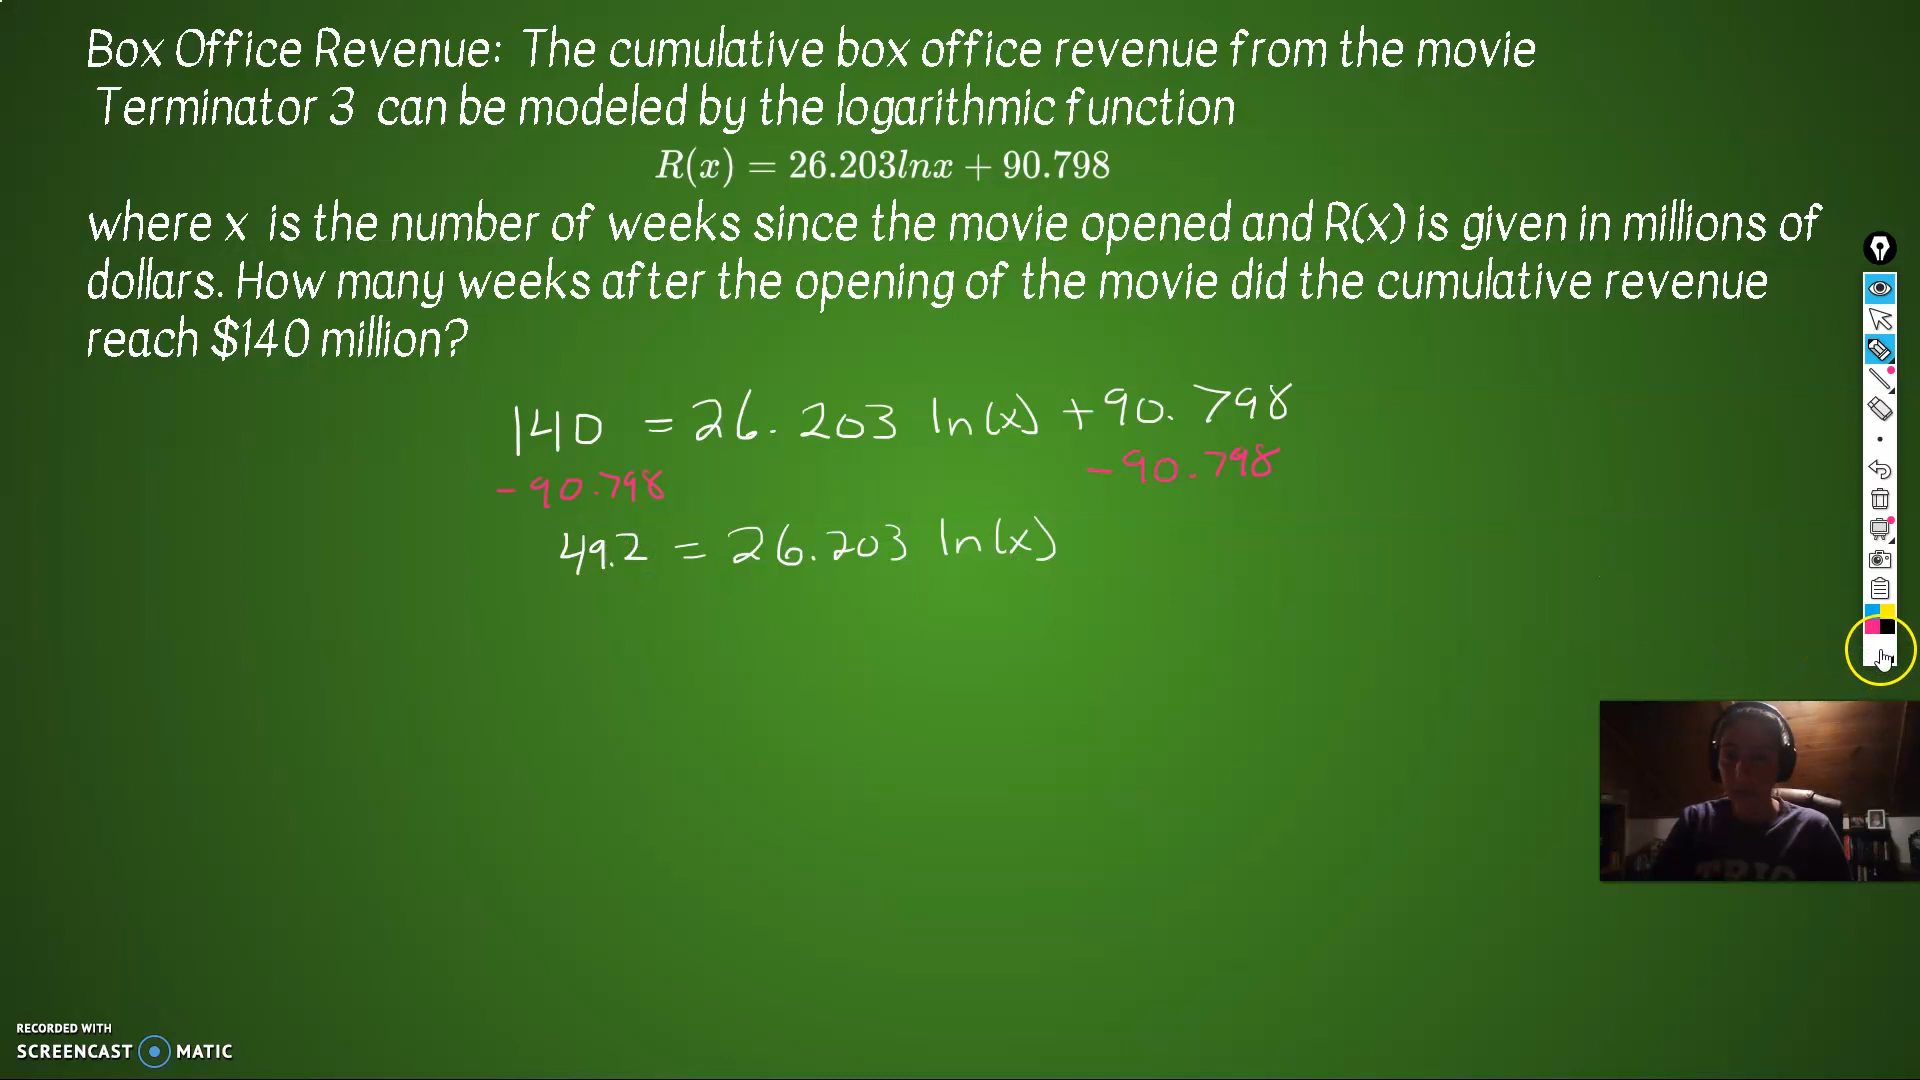 Box Office Revenue: The cumulative box office revenue from the movie
Terminator 3 can be modeled by the logarithmic function
R(x) = 26.203lnx + 90.798
where x is the number of weeks since the movie opened and R(x) is given in millions of
dollars. How many weeks after the opening of the movie did the cumulative revenue
reach $140 million?
140 = 26.203 ln(x) + 90.798
- 90.798 - 90.798
49.2 = 26.203 ln(x)
RECORDED WITH
SCREENCAST MATIC